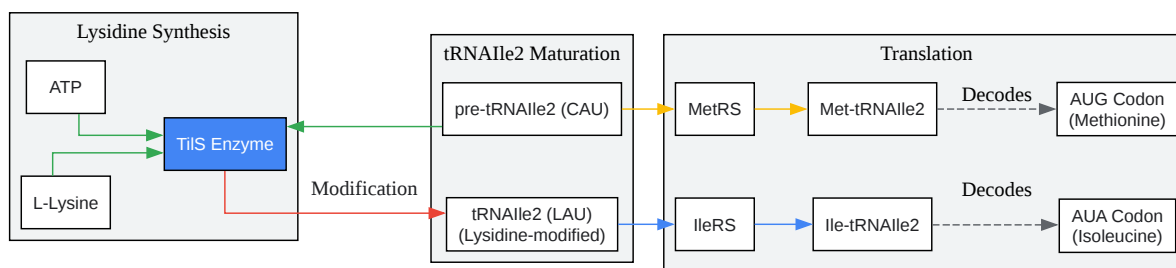 Lysidine Synthesis
ATP
TilS Enzyme
L-Lysine
Modification
tRNAIle2 Maturation
pre-tRNAIle2 (CAU)
tRNAIle2 (LAU)
(Lysidine-modified)
Translation
MetRS
Met-tRNAIle2
Decodes
AUG Codon
(Methionine)
IleRS
Ile-tRNAIle2
Decodes
AUA Codon
(Isoleucine)